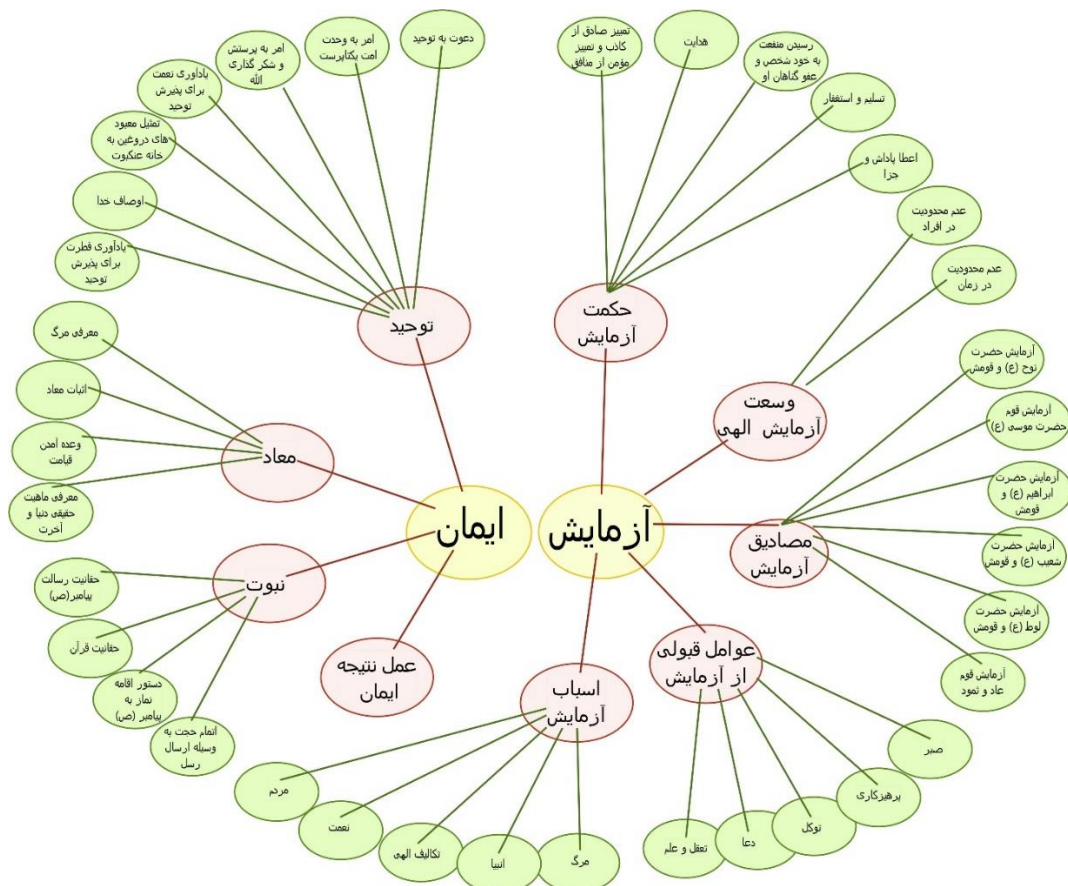 دعوت به توحید
امر به وحدت
امت یکتاپرست
امر به پرستش
و شکر گذاری
الله
یادآوری نعمت
برای پذیرش
توحید
تمثیل معبود
های دروغین به
خانه عنکبوت
اوصاف خدا
یادآوری فطرت
برای پذیرش
توحید
توحید
معرفی مرگ
اثبات معاد
وعده آمدن
قیامت
معرفی ماهیت
حقیقی دنیا و
آخرت
معاد
ایمان
نبوت
حقانیت رسالت
پیامبر(ص)
حقانیت قرآن
دستور اقامه
نماز به
پیامبر (ص)
اتمام حجت به
وسیله ارسال
رسل
عمل نتیجه
ایمان
تمییز صادق از
کاذب و تمییز
مؤمن از منافق
هدایت
رسیدن منفعت
به خود شخص و
عفو گناهان او
تسلیم و استغفار
اعطا پاداش و
جزا
حکمت
آزمایش
عدم محدودیت
در افراد
عدم محدودیت
در زمان
وسعت
آزمایش الهی
آزمایش
آزمایش حضرت
نوح (ع) و قومش
آزمایش قوم
حضرت موسی (ع)
آزمایش حضرت
ابراهیم (ع) و
قومش
آزمایش حضرت
شعیب (ع) و قومش
آزمایش حضرت
لوط (ع) و قومش
آزمایش قوم
عاد و ثمود
مصادیق
آزمایش
عوامل قبولی
از آزمایش
صبر
پرهیزکاری
توکل
دعا
تعقل و علم
اسباب
آزمایش
مرگ
انبیا
تکالیف الهی
نعمت
مردم